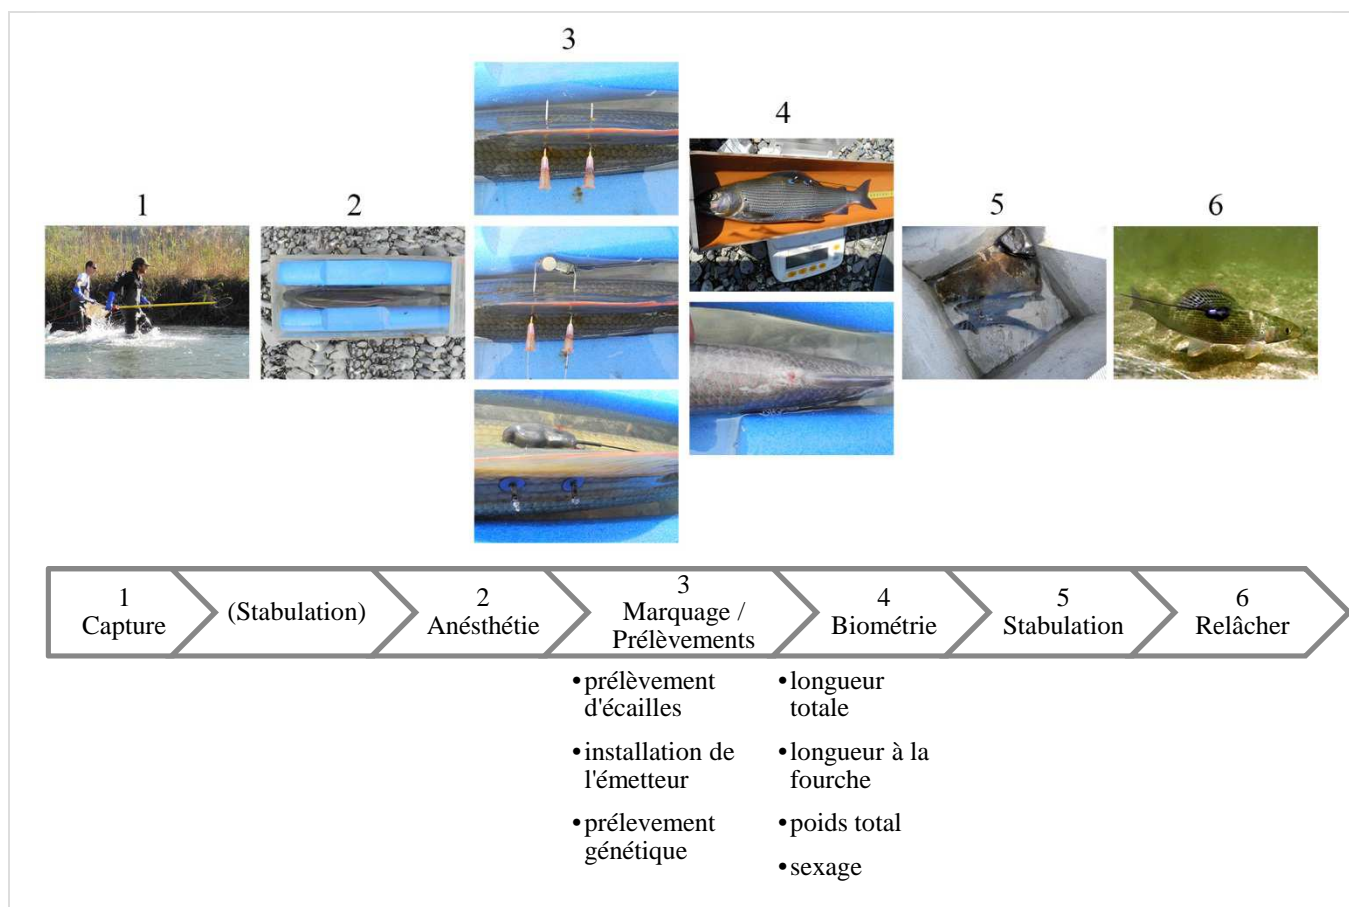 3
4
1
2
5
6
1
Capture
(Stabulation)
2
Anésthétie
3
Marquage /
Prélèvements
4
Biométrie
5
Stabulation
6
Relâcher
•prélèvement
d'écailles
•installation de
l'émetteur
•prélevement
génétique
•longueur
totale
•longueur à la
fourche
•poids total
•sexage